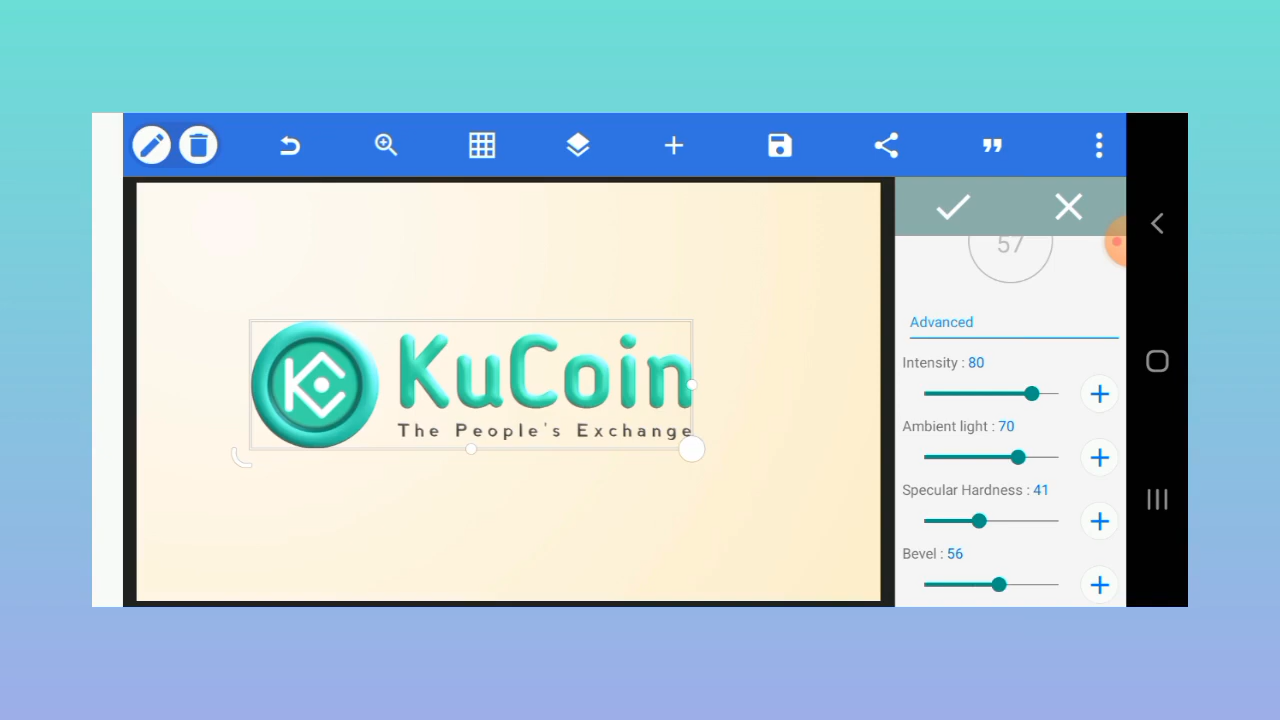 57
Advanced
Intensity : 80
Ambient light : 70
Specular Hardness : 41
Bevel : 56
KuCoin
The People's Exchange